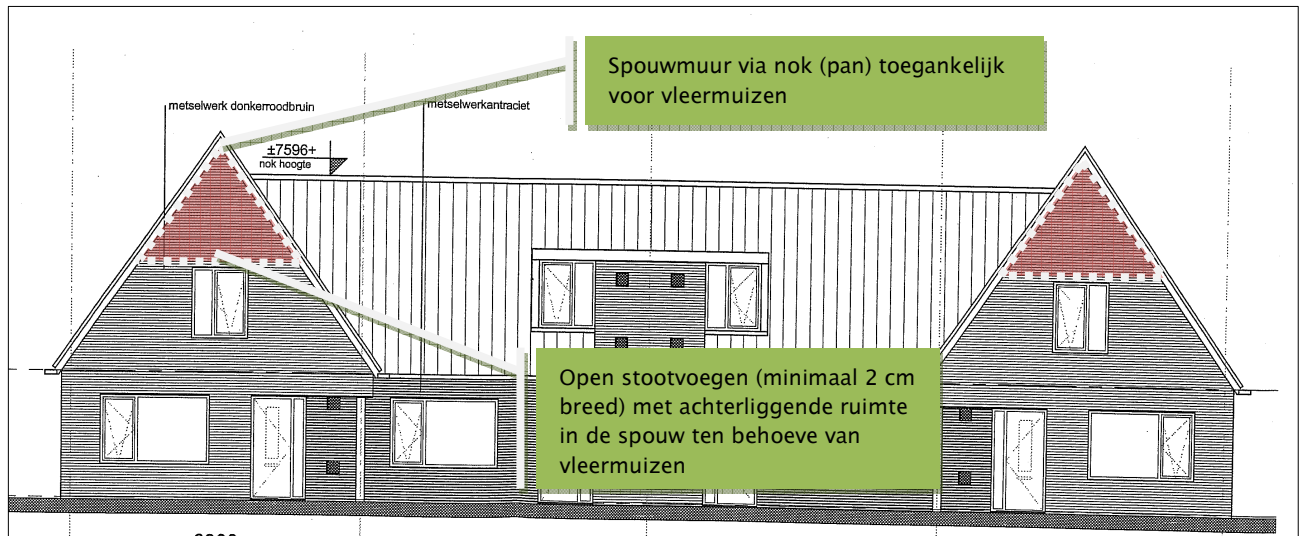 Spouwmuur via nok (pan) toegankelijk
voor vleermuizen
metselwerk donkerroodbruin
metselwerkantraciet
±7596+
nok hoogte
Open stootvoegen (minimaal 2 cm
breed) met achterliggende ruimte
in de spouw ten behoeve van
vleermuizen